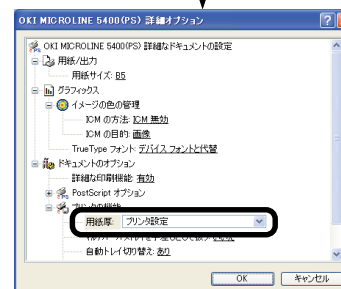 OKI MICROLINE 5400(PS) 詳細オプション
OKI MICROLINE 5400(PS) 詳細なドキュメントの設定
用紙/出力
用紙サイズ: B5
グラフィックス
イメージの色の管理
ICM の方法: ICM 無効
ICM の目的: 画像
TrueType フォント: デバイス フォントと代替
ドキュメントのオプション
詳細な印刷機能: 有効
PostScript オプション
プリンタの機能
用紙厚: プリンタ設定
自動トレイ切り替え: あり
OK キャンセル